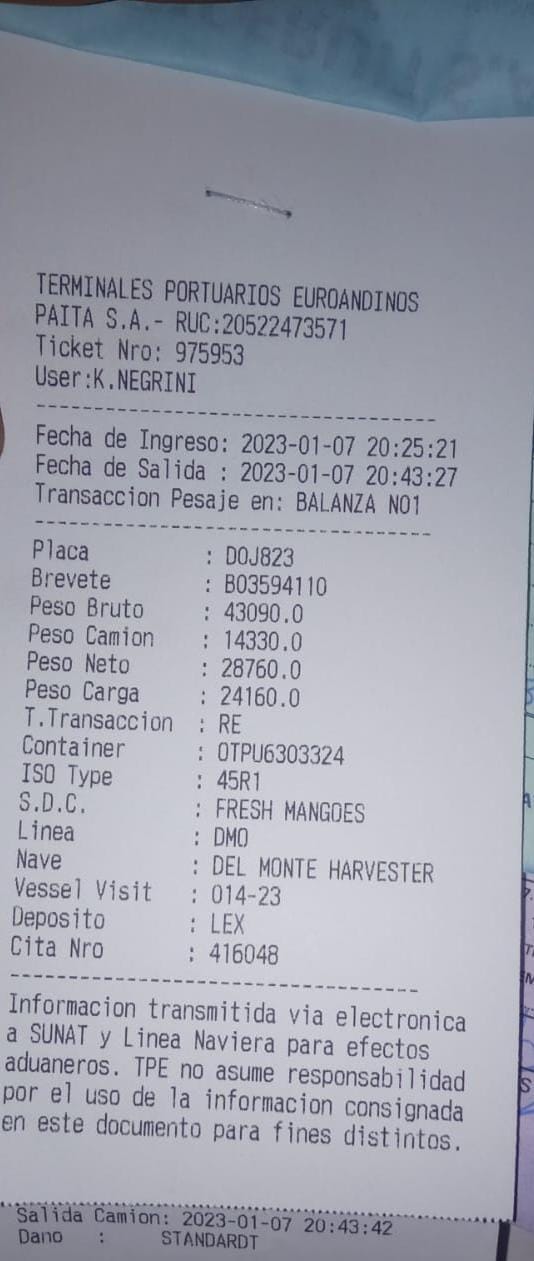 TERMINALES PORTUARIOS EUROANDINOS
PAITA S.A.- RUC:20522473571
Ticket Nro: 975953
User:K.NEGRINI
Fecha de Ingreso: 2023-01-07 20:25:21
Fecha de Salida : 2023-01-07 20:43:27
Transaccion Pesaje en: BALANZA NO1
Placa : DOJ823
Brevete : B03594110
Peso Bruto : 43090.0
Peso Camion : 14330.0
Peso Neto : 28760.0
Peso Carga : 24160.0
T.Transaccion : RE
Container : OTPU6303324
ISO Type : 45R1
S.D.C. : FRESH MANGOES
Linea : DMO
Nave : DEL MONTE HARVESTER
Vessel Visit : 014-23
Deposito : LEX
Cita Nro : 416048
Informacion transmitida via electronica
a SUNAT y Linea Naviera para efectos
aduaneros. TPE no asume responsabilidad
por el uso de la informacion consignada
en este documento para fines distintos.
Salida Camion: 2023-01-07 20:43:42
Dano : STANDARDT